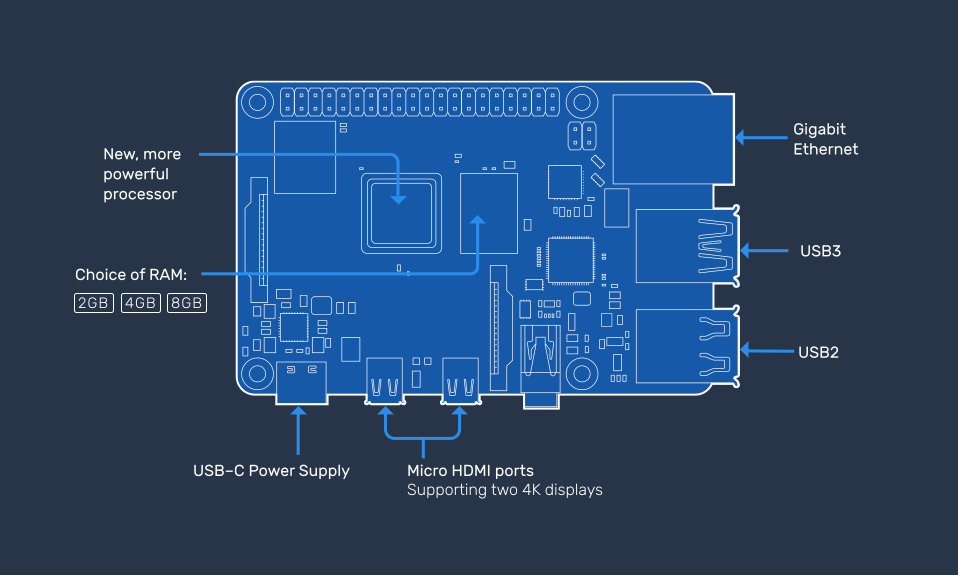 New, more
powerful
processor
Choice of RAM:
2GB 4GB 8GB
Gigabit
Ethernet
USB3
USB2
USB–C Power Supply
Micro HDMI ports
Supporting two 4K displays